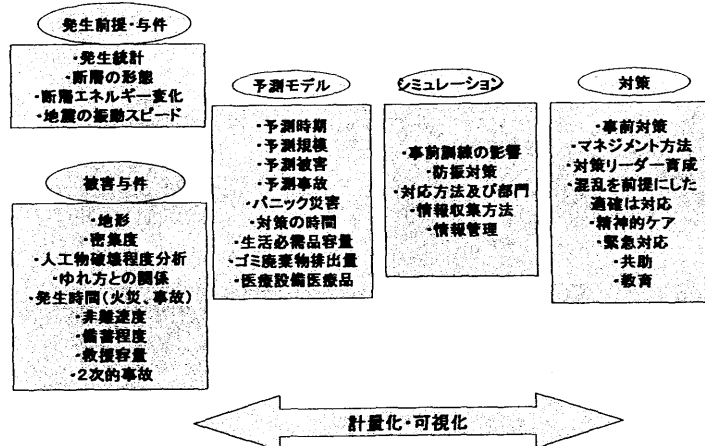 発生前提・与件
・発生統計
・断層の形態
・断層エネルギー変化
・地震の振動スピード
被害与件
・地形
・密集度
・人工物破壊程度分析
・ゆれ方との関係
・発生時間(火災、事故)
・非難速度
・備蓄程度
・救援容量
・2次的事故
予測モデル
・予測時期
・予測規模
・予測被害
・予測事故
・パニック災害
・対策の時間
・生活必需品容量
・ゴミ廃棄物排出量
・医療設備医療品
シミュレーション
・事前訓練の影響
・防振対策
・対応方法及び部門
・情報収集方法
・情報管理
対策
・事前対策
・マネジメント方法
・対策リーダー育成
・混乱を前提にした
適確は対応
・精神的ケア
・緊急対応
・共助
・教育
計量化・可視化